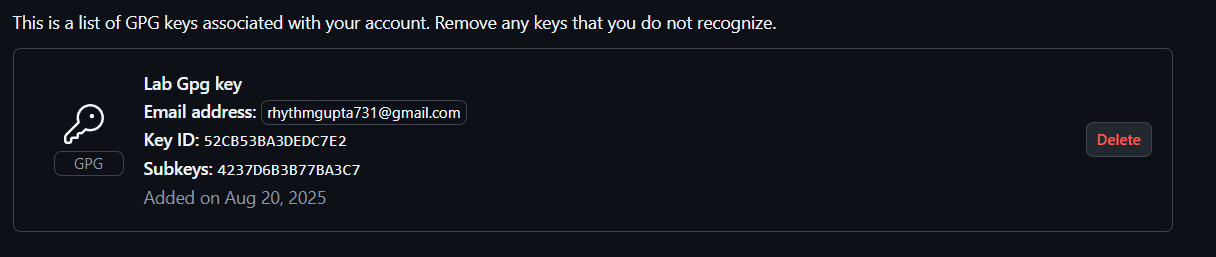 This is a list of GPG keys associated with your account. Remove any keys that you do not recognize.
Lab Gpg key
Email address: rhythmgupta731@gmail.com
Key ID: 52CB53BA3DEDC7E2
GPG
Subkeys: 4237D6B3B77BA3C7
Added on Aug 20, 2025
Delete